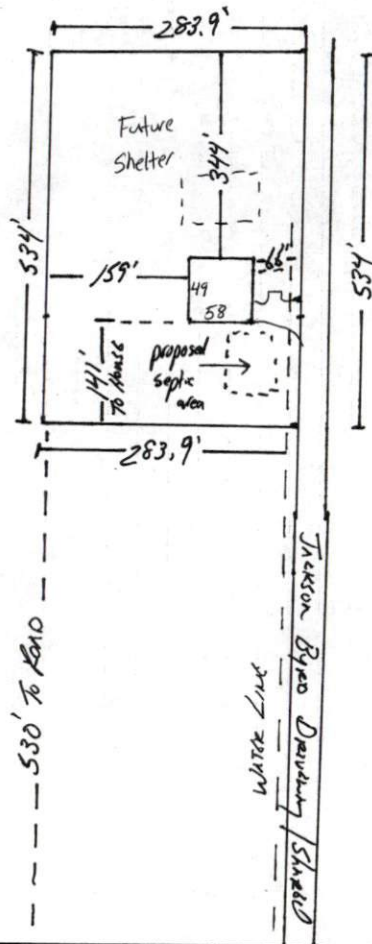 283.9'
Future
Shelter
344'
534'
534'
66'
159'
49
58
141'
To House
proposed
septic
area
283.9'
530' To Road
Water Line
Jackson Byrd Driveway / Shared